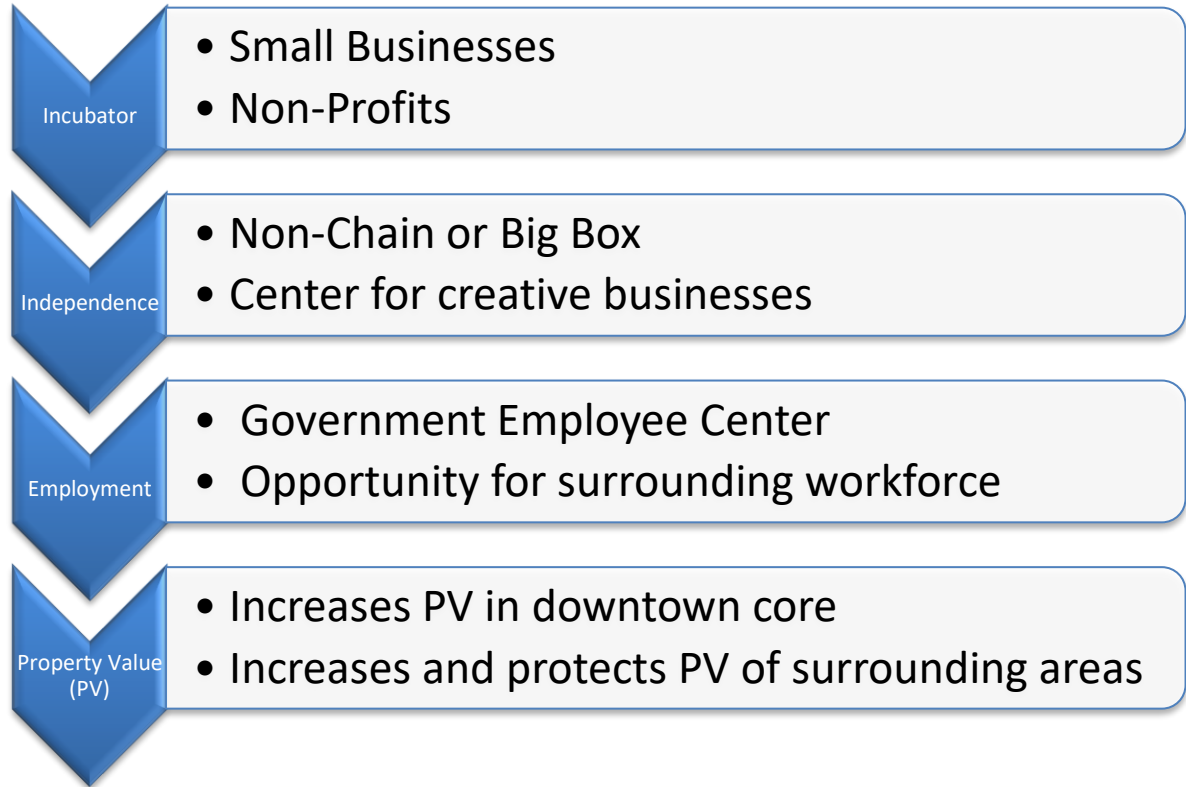 Incubator
• Small Businesses
• Non-Profits
Independence
• Non-Chain or Big Box
• Center for creative businesses
Employment
• Government Employee Center
• Opportunity for surrounding workforce
Property Value
(PV)
• Increases PV in downtown core
• Increases and protects PV of surrounding areas